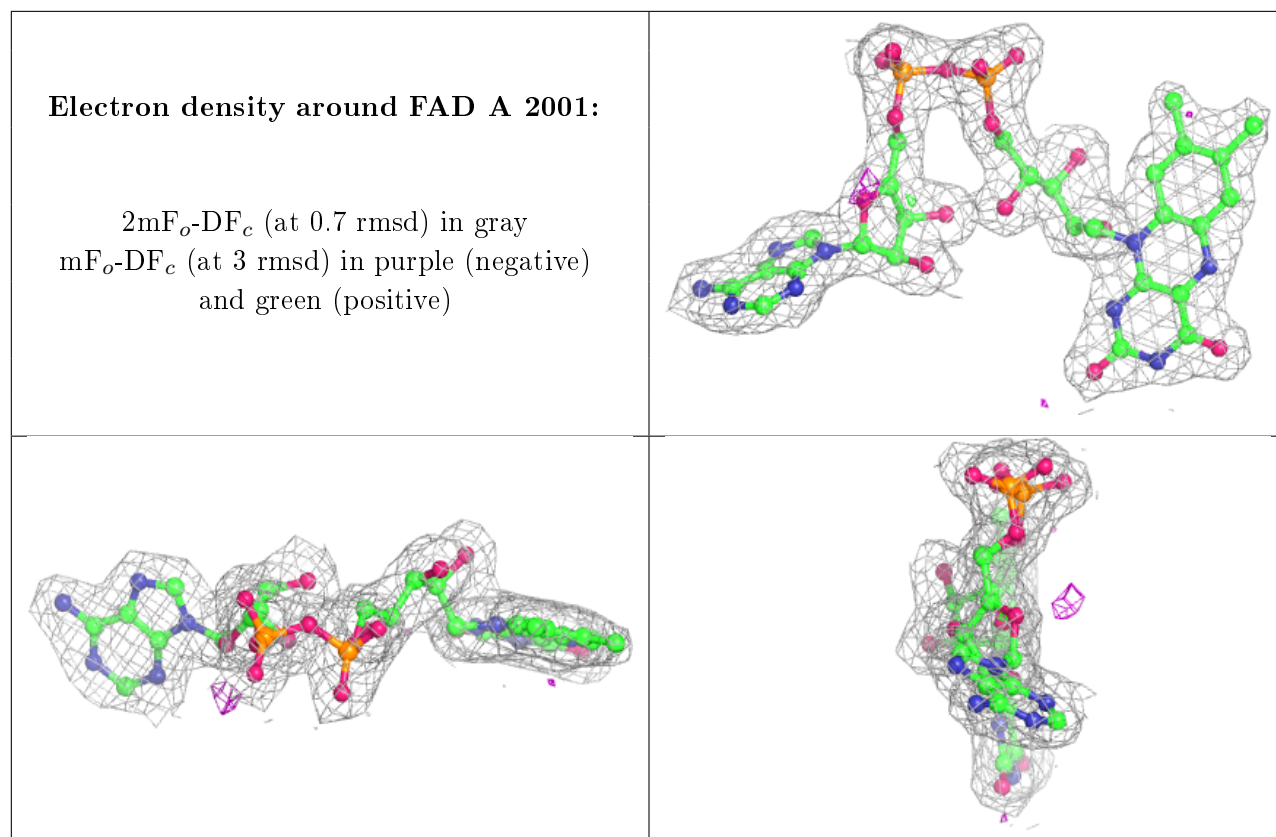 Electron density around FAD A 2001:
2mFₒ-DF𝒸 (at 0.7 rmsd) in gray
mFₒ-DF𝒸 (at 3 rmsd) in purple (negative)
and green (positive)